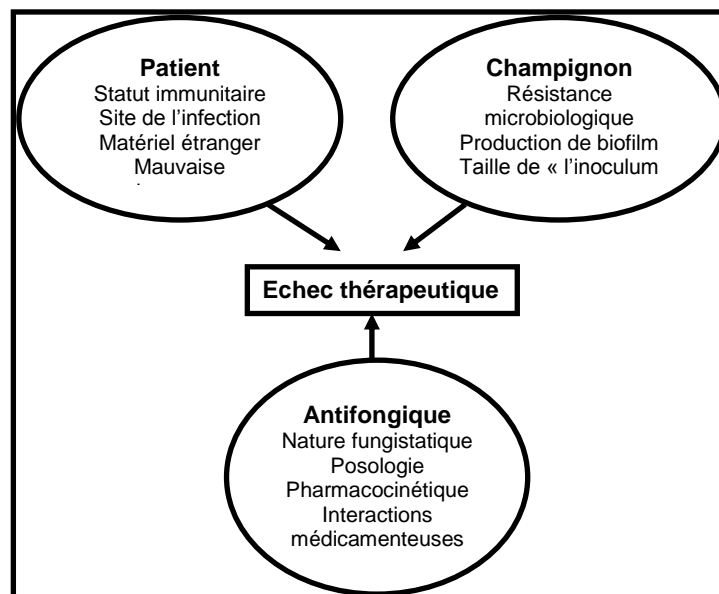 Patient
Statut immunitaire
Site de l'infection
Matériel étranger
Mauvaise
Champignon
Résistance
microbiologique
Production de biofilm
Taille de « l'inoculum
Echec thérapeutique
Antifongique
Nature fungistatique
Posologie
Pharmacocinétique
Interactions
médicamenteuses